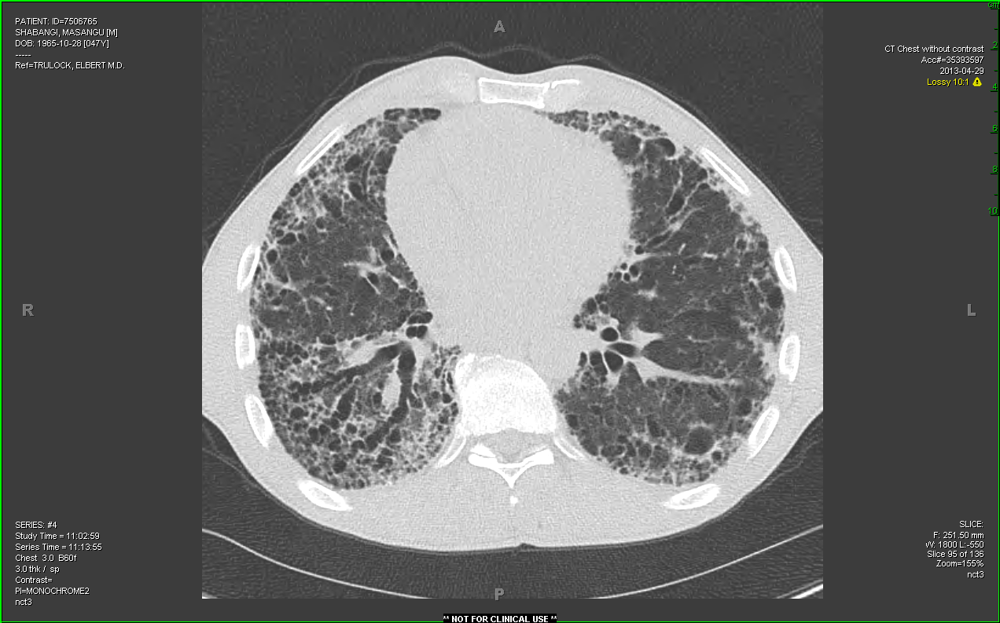 PATIENT: ID=7506765
SHABANGI, MASANGU [M]
DOB: 1965-10-28 [047Y]
-----
Ref=TRULOCK, ELBERT M.D.
A
CT Chest without contrast
Acc#=35393597
2013-04-29
Lossy 10:1
cm
2
4
6
8
10
R
L
SERIES: #4
Study Time = 11:02:59
Series Time = 11:13:55
Chest 3.0 B60f
3.0 thk / sp
Contrast=
PI=MONOCHROME2
nct3
SLICE:
F: 251.50 mm
W: 1800 L:-550
Slice 95 of 136
Zoom=155%
nct3
P
** NOT FOR CLINICAL USE **